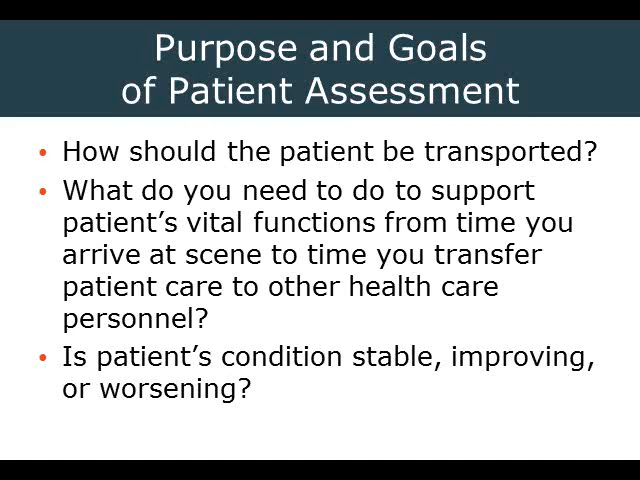 Purpose and Goals
of Patient Assessment
• How should the patient be transported?
• What do you need to do to support
patient’s vital functions from time you
arrive at scene to time you transfer
patient care to other health care
personnel?
• Is patient’s condition stable, improving,
or worsening?